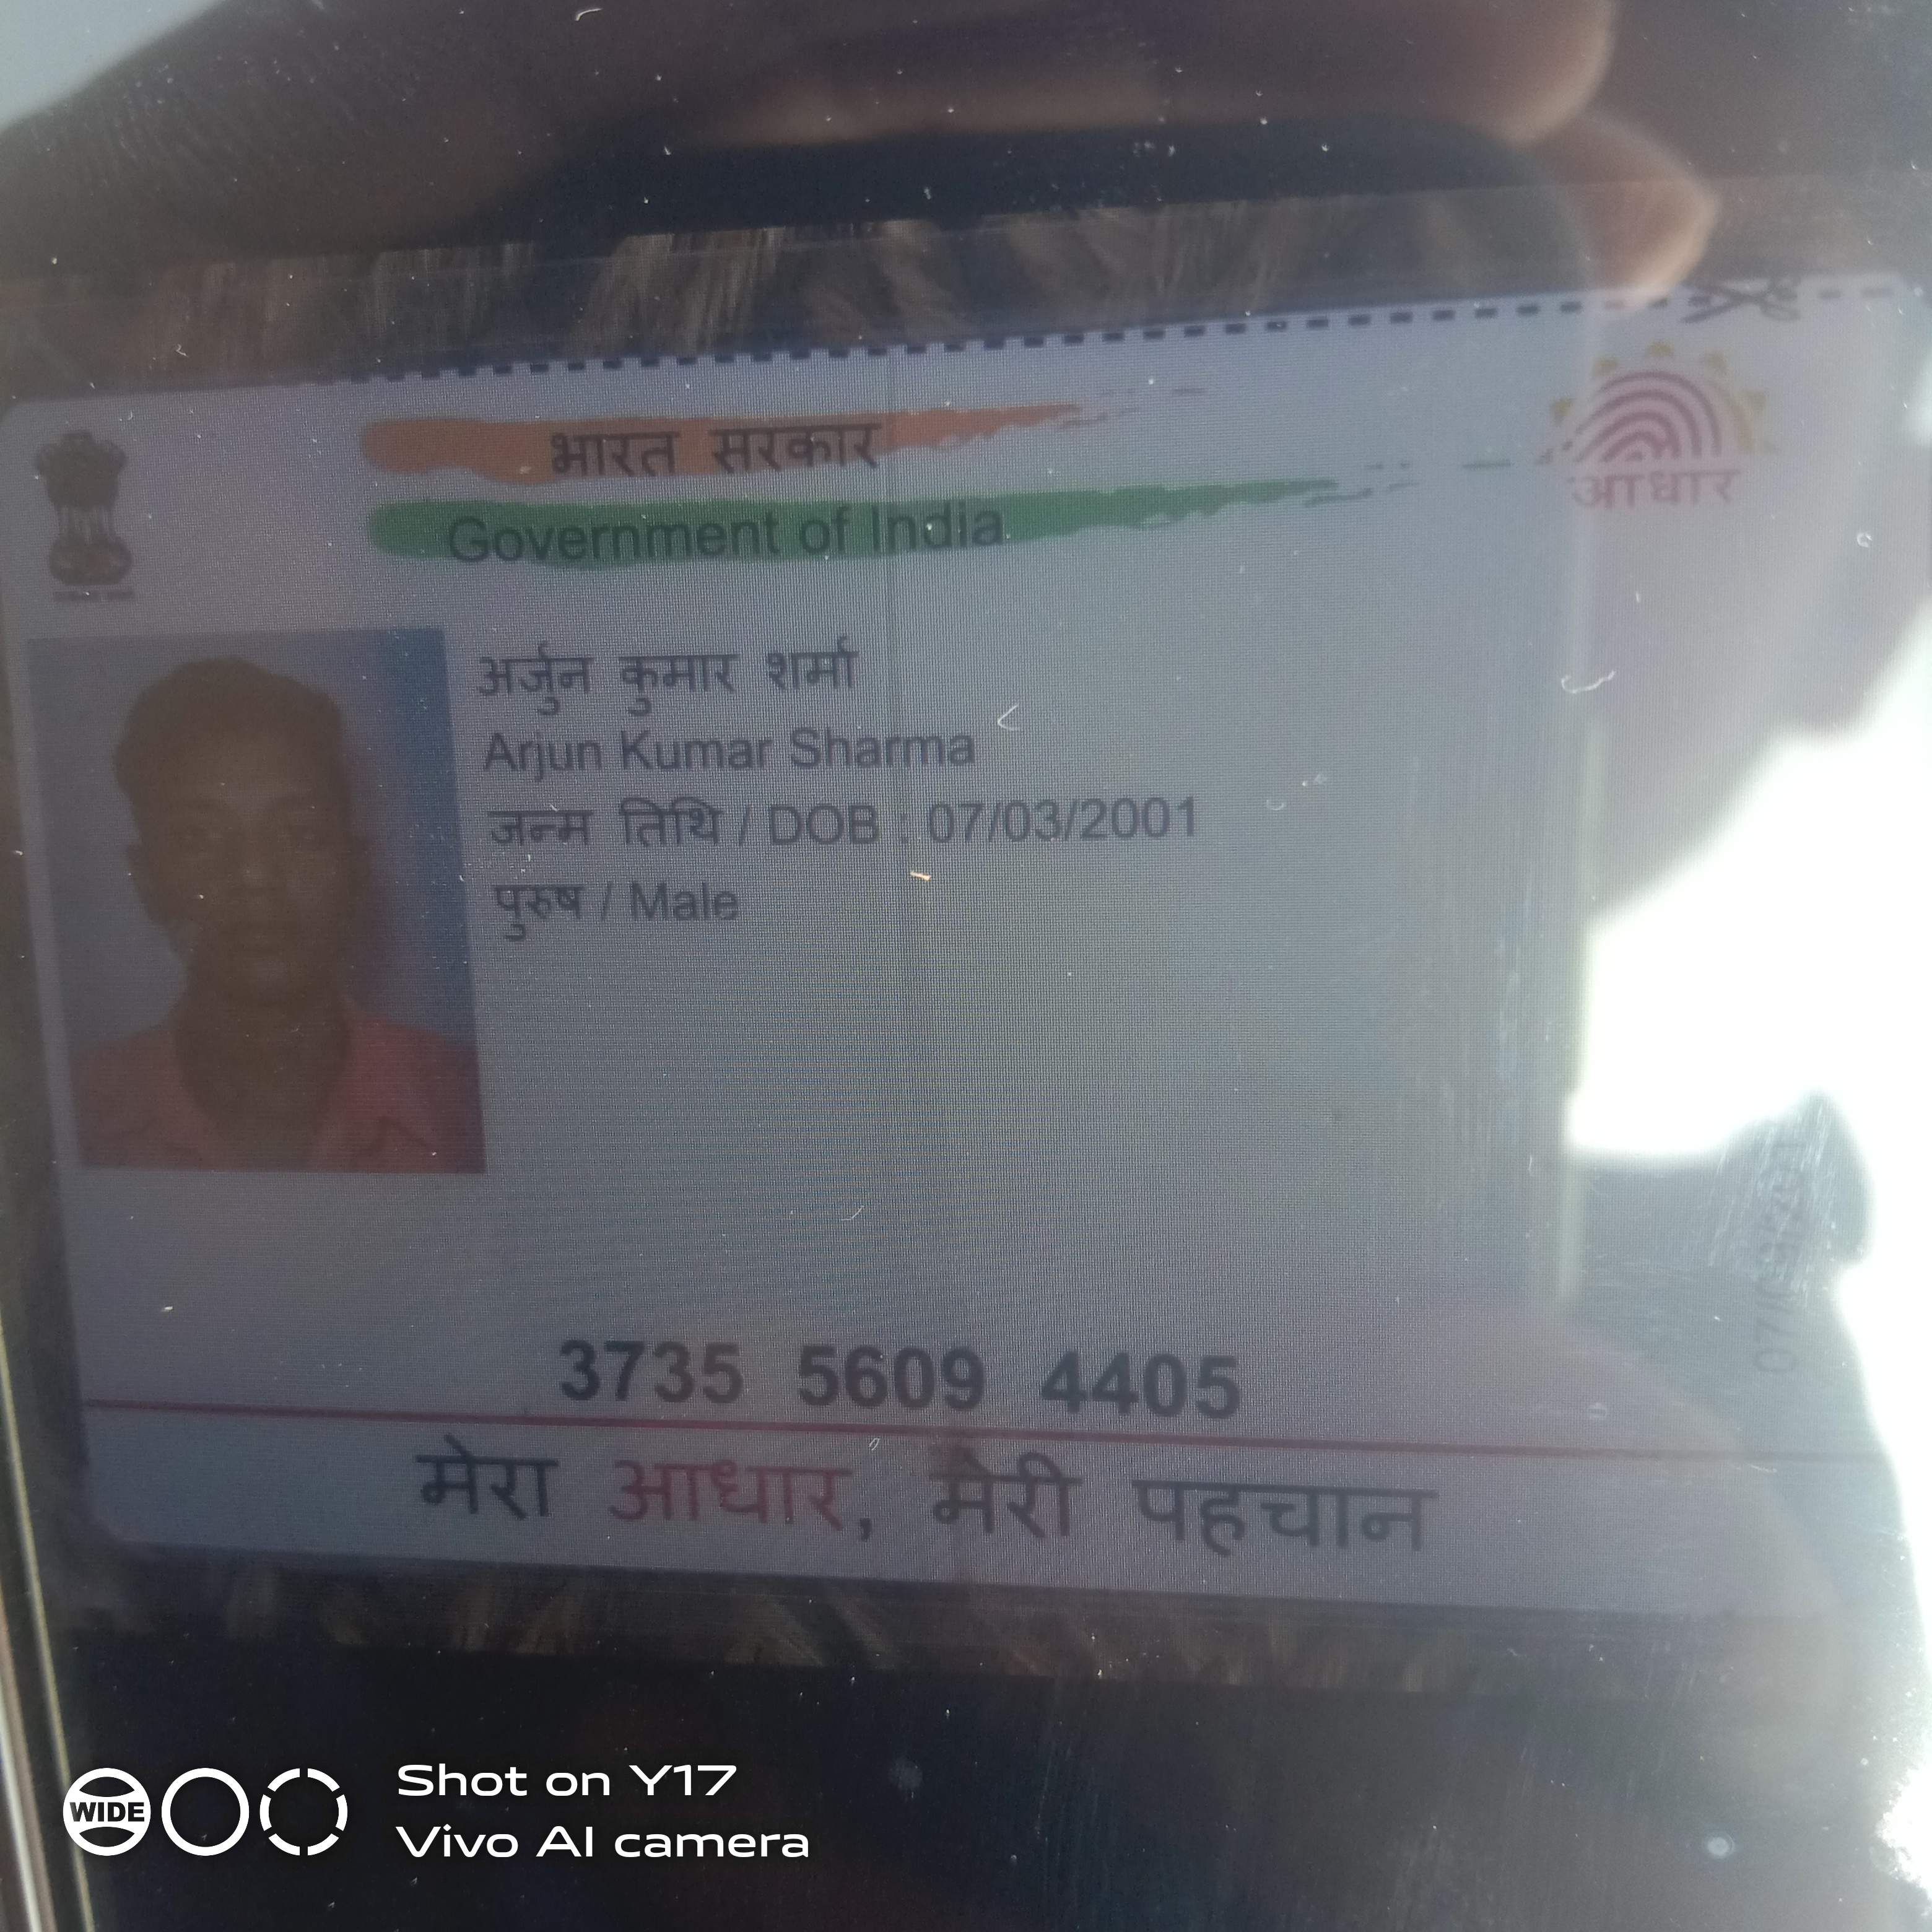 भारत सरकार
Government of India
आधार
अर्जुन कुमार शर्मा
Arjun Kumar Sharma
जन्म तिथि / DOB : 07/03/2001
पुरुष / Male
3735 5609 4405
मेरा आधार, मेरी पहचान
WIDE
Shot on Y17
Vivo AI camera